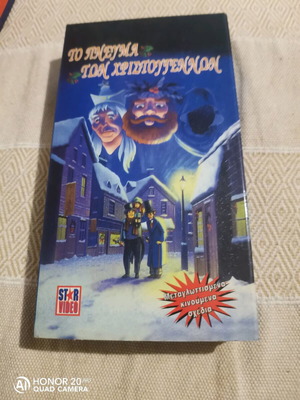 ΤΟ ΠΝΕΥΜΑ
ΤΩΝ ΧΡΙΣΤΟΥΓΕΝΝΩΝ
Μεταγλωττισμένα
κινούμενα
σχέδια
STAR
VIDEO
HONOR 20
AI QUAD CAMERA